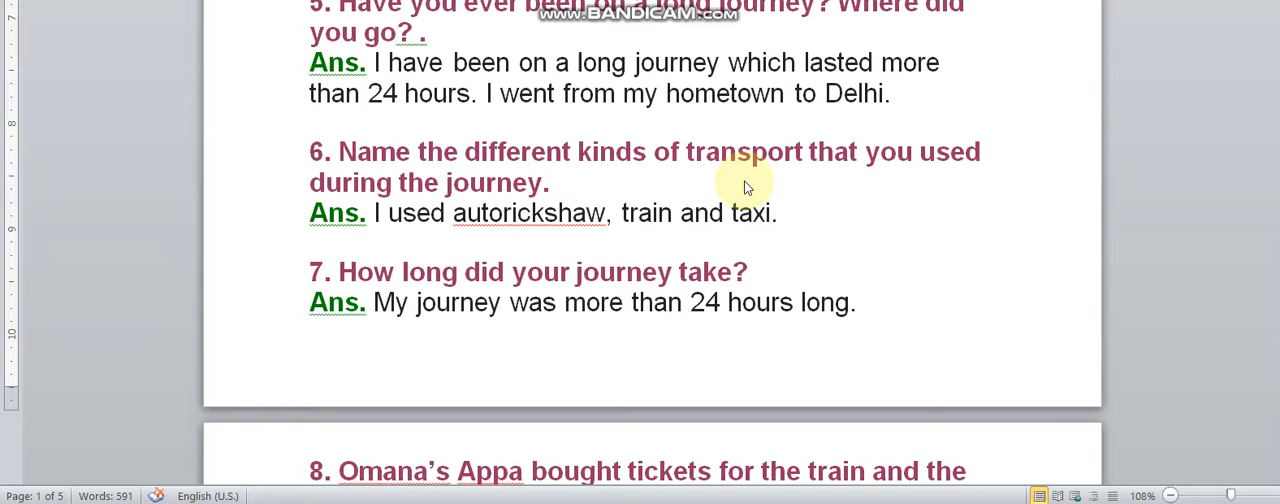 5. Have you ever been on a long journey? Where did
www.BANDICAM.com
you go? .
Ans. I have been on a long journey which lasted more
than 24 hours. I went from my hometown to Delhi.
6. Name the different kinds of transport that you used
during the journey.
Ans. I used autorickshaw, train and taxi.
7. How long did your journey take?
Ans. My journey was more than 24 hours long.
8. Omana's Appa bought tickets for the train and the
7
8
9
10
Page: 1 of 5 Words: 591 English (U.S.) 108%